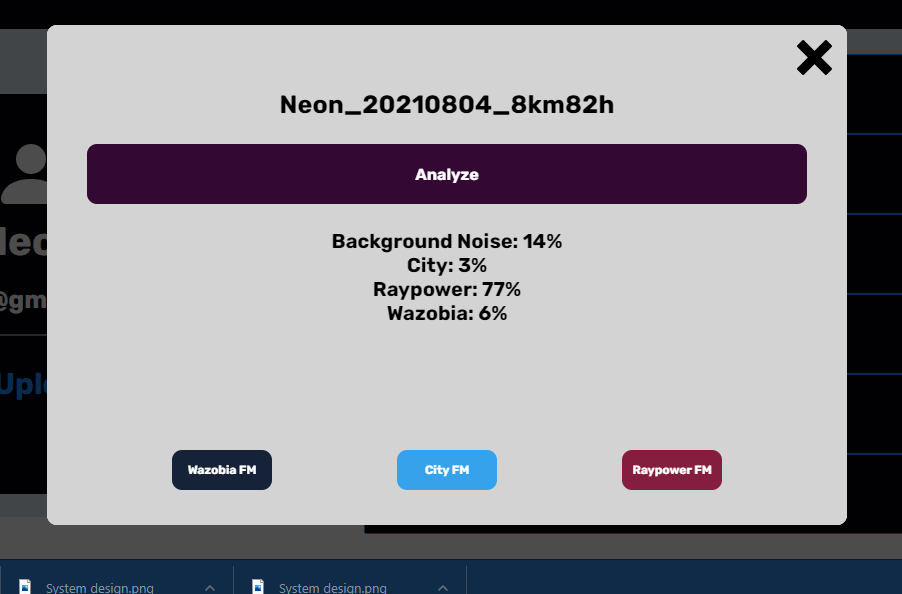 Neon_20210804_8km82h
Analyze
Background Noise: 14%
City: 3%
Raypower: 77%
Wazobia: 6%
Wazobia FM
City FM
Raypower FM
System design.png
System design.png